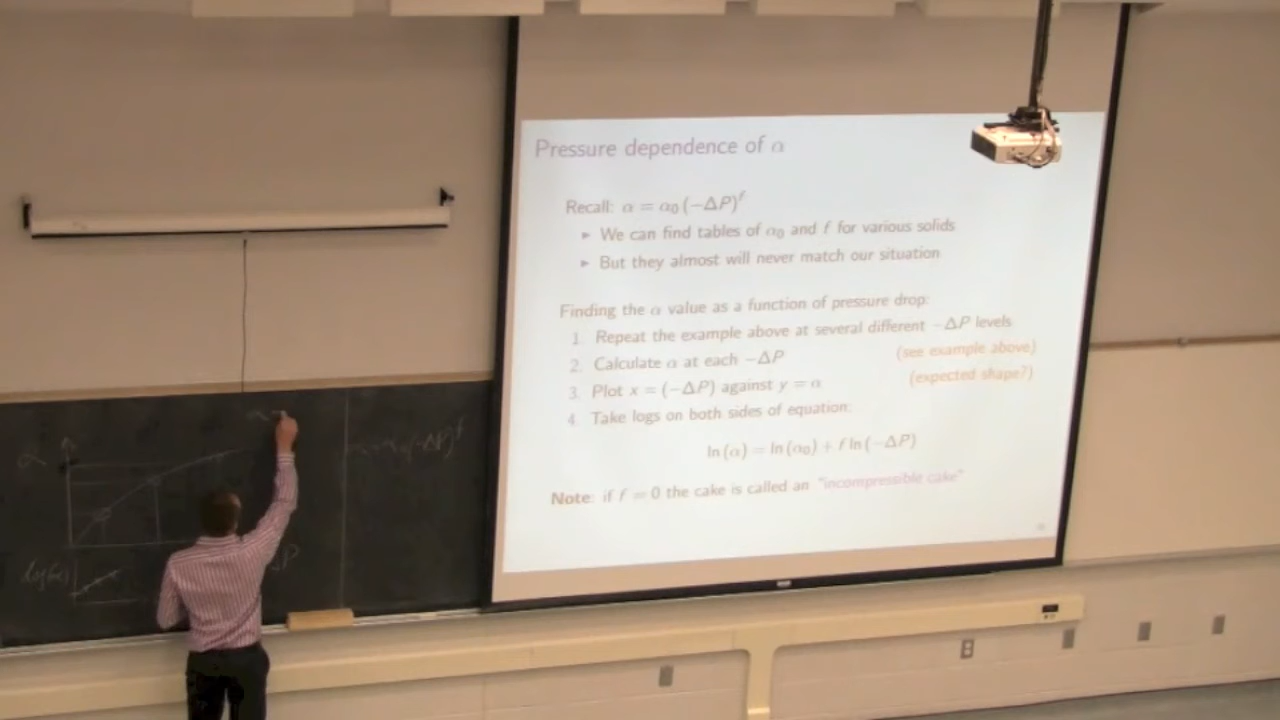 Pressure dependence of α
Recall: α = α₀ (−ΔP)ᶠ
► We can find tables of α₀ and f for various solids
► But they almost will never match our situation
Finding the α value as a function of pressure drop:
1. Repeat the example above at several different −ΔP levels
2. Calculate α at each −ΔP (see example above)
3. Plot x = (−ΔP) against y = α (expected shape?)
4. Take logs on both sides of equation:
ln (α) = ln (α₀) + f ln (−ΔP)
Note: if f = 0 the cake is called an "incompressible cake"
α
(−ΔP)ᶠ
P